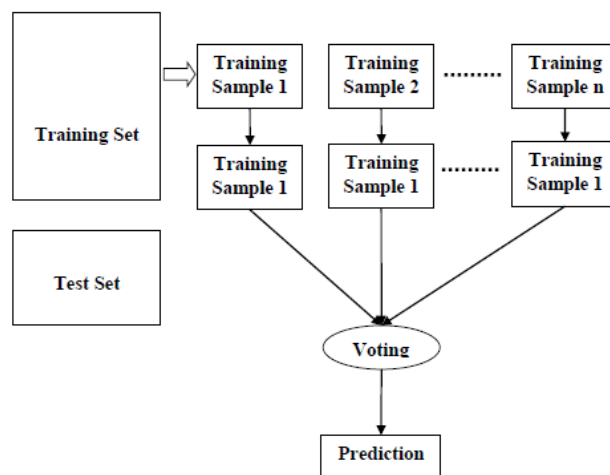 Training Set
Training
Sample 1
Training
Sample 2
.........
Training
Sample n
Training
Sample 1
Training
Sample 1
.........
Training
Sample 1
Test Set
Voting
Prediction